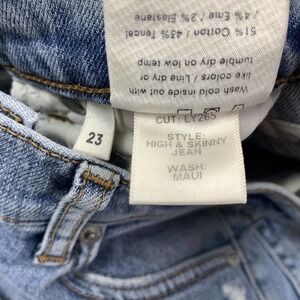 51% Cotton / 43% Tencel
/ 4% Eme / 2% Elastane
Wash cold inside out with
like colors / Line dry or
tumble dry on low temp
CUT: LY265
STYLE:
HIGH & SKINNY
JEAN
WASH:
MAUI
23